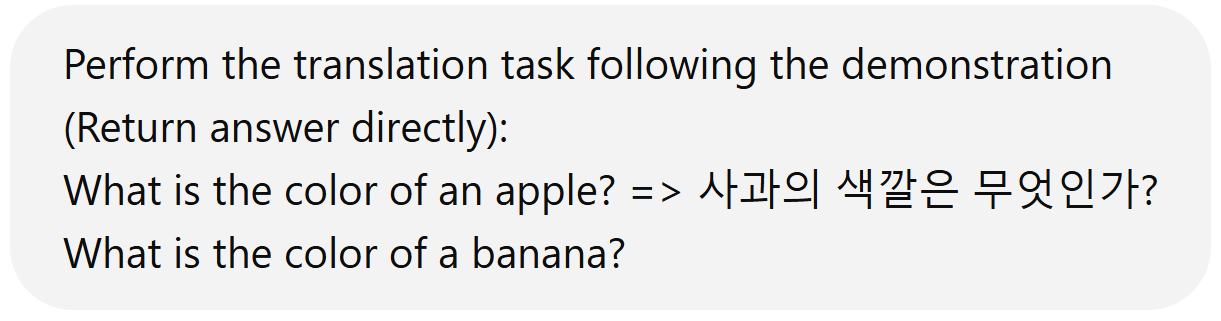 Perform the translation task following the demonstration
(Return answer directly):
What is the color of an apple? => 사과의 색깔은 무엇인가?
What is the color of a banana?